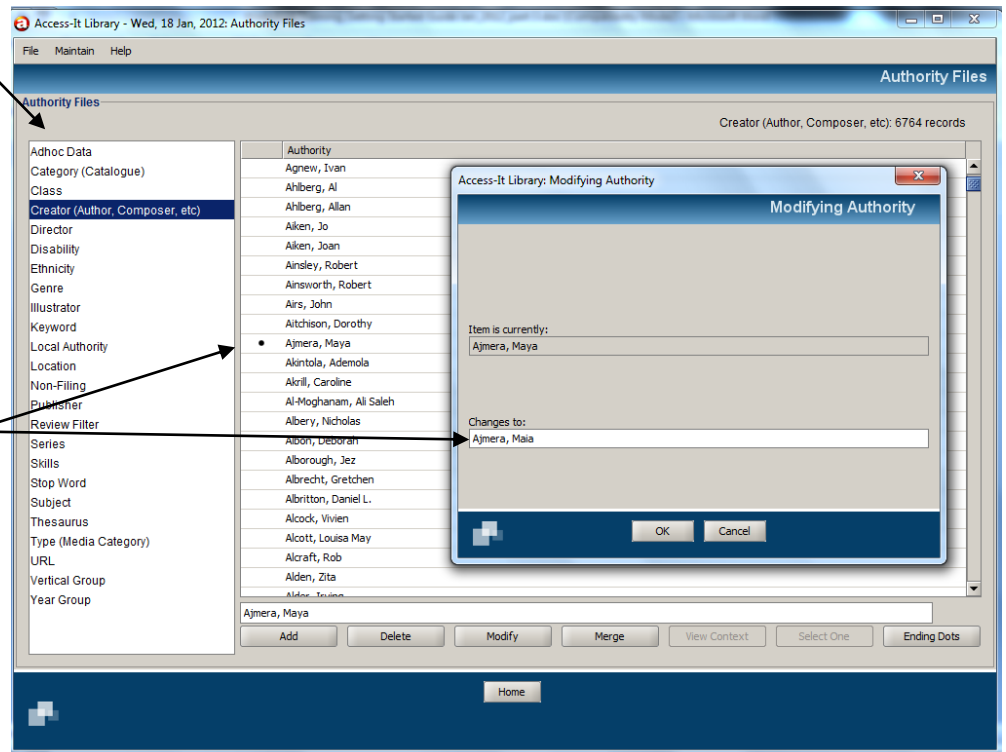 Access-It Library - Wed, 18 Jan, 2012: Authority Files
File Maintain Help
Authority Files
Authority Files
Creator (Author, Composer, etc): 6764 records
Adhoc Data
Category (Catalogue)
Class
Creator (Author, Composer, etc)
Director
Disability
Ethnicity
Genre
Illustrator
Keyword
Local Authority
Location
Non-Filing
Publisher
Review Filter
Series
Skills
Stop Word
Subject
Thesaurus
Type (Media Category)
URL
Vertical Group
Year Group
Authority
Agnew, Ivan
Ahlberg, Al
Ahlberg, Allan
Aiken, Jo
Aiken, Joan
Ainsley, Robert
Ainsworth, Robert
Airs, John
Aitchison, Dorothy
Ajmera, Maya
Akintola, Ademola
Akrill, Caroline
Al-Moghanam, Ali Saleh
Albery, Nicholas
Albon, Deborah
Alborough, Jez
Albrecht, Gretchen
Albritton, Daniel L.
Alcock, Vivien
Alcott, Louisa May
Alcraft, Rob
Alden, Zita
Alder, Irving
Access-It Library: Modifying Authority
Modifying Authority
Item is currently:
Ajmera, Maya
Changes to:
Ajmera, Maia
OK Cancel
Ajmera, Maya
Add Delete Modify Merge View Context Select One Ending Dots
Home